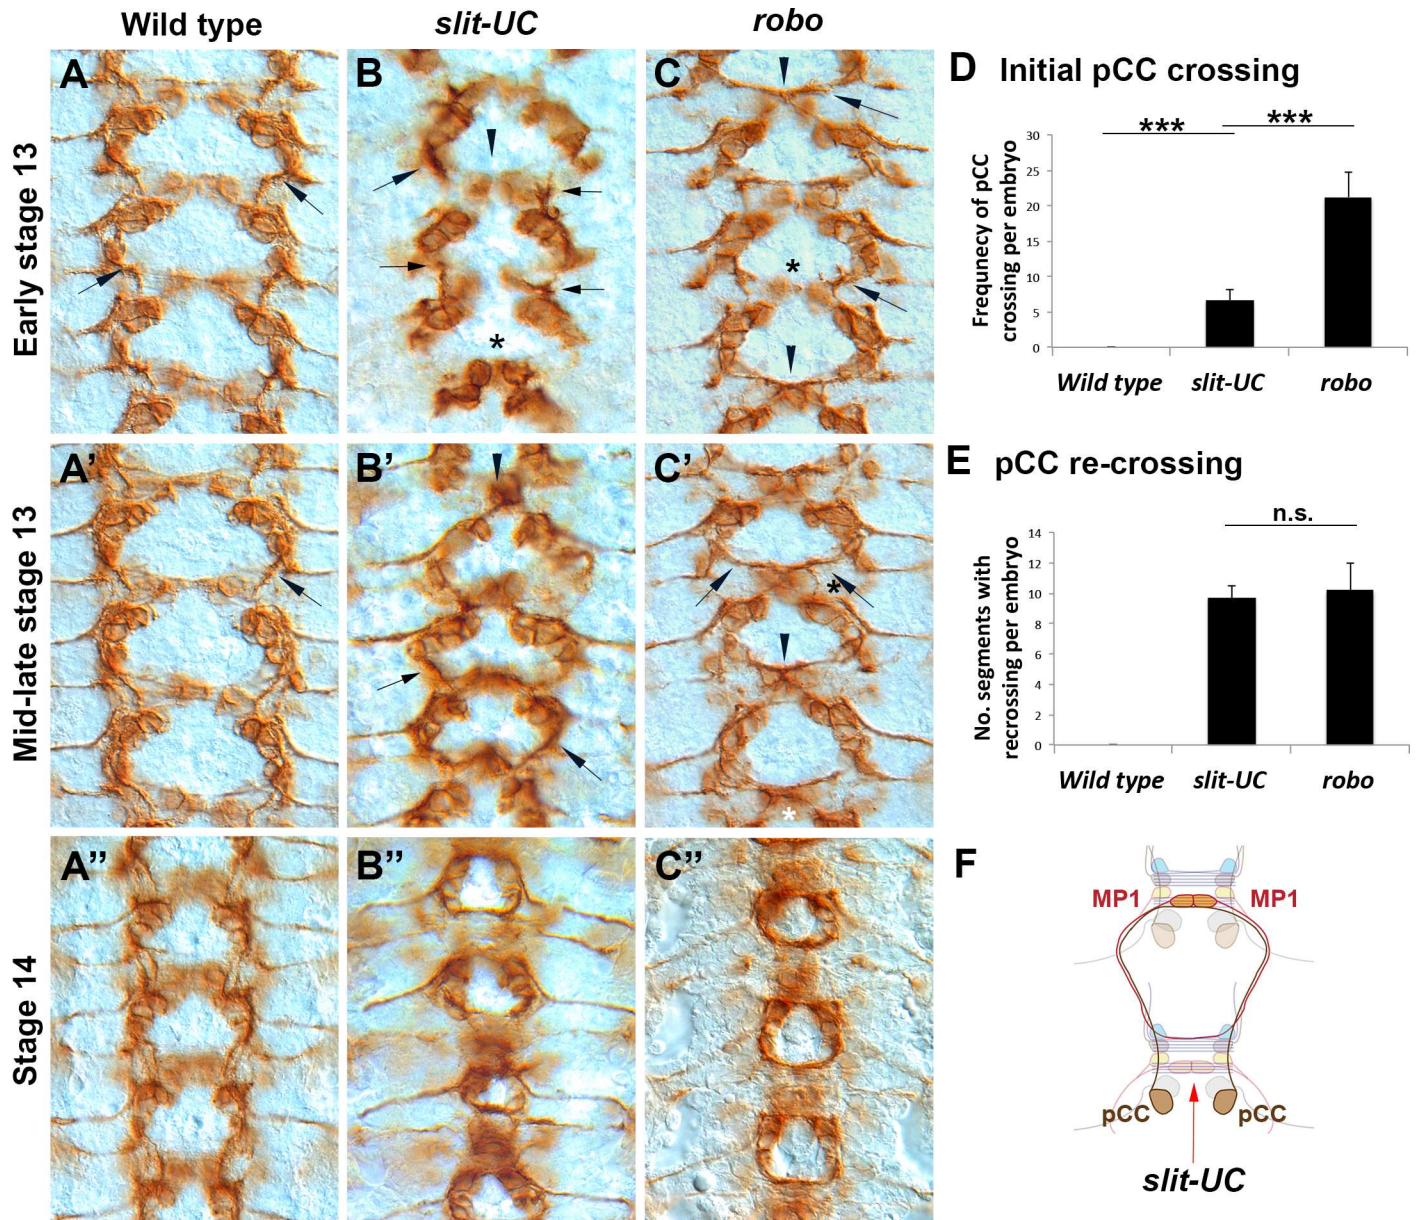 Wild type
slit-UC
robo
Early stage 13
A
B
C
*
*
Mid-late stage 13
A’
B’
C’
*
*
Stage 14
A”
B”
C”
D Initial pCC crossing
***
***
Frequnecy of pCC
crossing per embryo
30
25
20
15
10
5
0
Wild type
slit-UC
robo
E pCC re-crossing
n.s.
No. segments with
recrossing per embryo
14
12
10
8
6
4
2
0
Wild type
slit-UC
robo
F
MP1
MP1
pCC
pCC
slit-UC